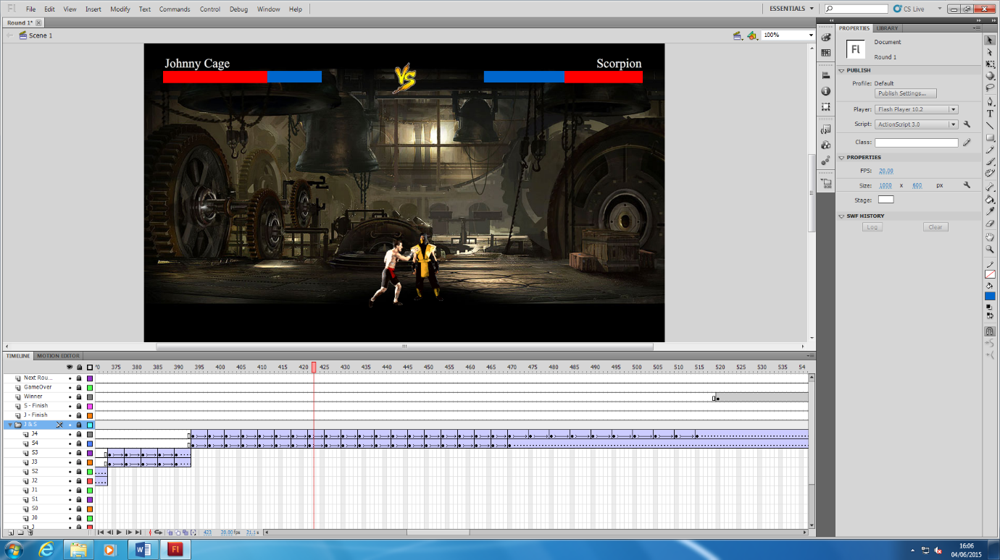 Fl File Edit View Insert Modify Text Commands Control Debug Window Help ESSENTIALS CS Live
Round 1*
Scene 1 100%
Johnny Cage VS Scorpion
PROPERTIES LIBRARY
Fl Document
Round 1
PUBLISH
Profile: Default
Publish Settings...
Player: Flash Player 10.2
Script: ActionScript 3.0
Class:
PROPERTIES
FPS: 20.00
Size: 1000 x 600 px
Stage:
SWF HISTORY
Log Clear
TIMELINE MOTION EDITOR
375 380 385 390 395 400 405 410 415 420 425 430 435 440 445 450 455 460 465 470 475 480 485 490 495 500 505 510 515 520 525 530 535 54
Next Rou...
GameOver
Winner
S - Finish
J - Finish
J & S
J4
S4
S3
J3
S2
J2
J1
S1
S0
J0
J
423 20.00 fps 21.1 s
W Fl
16:06
04/06/2015